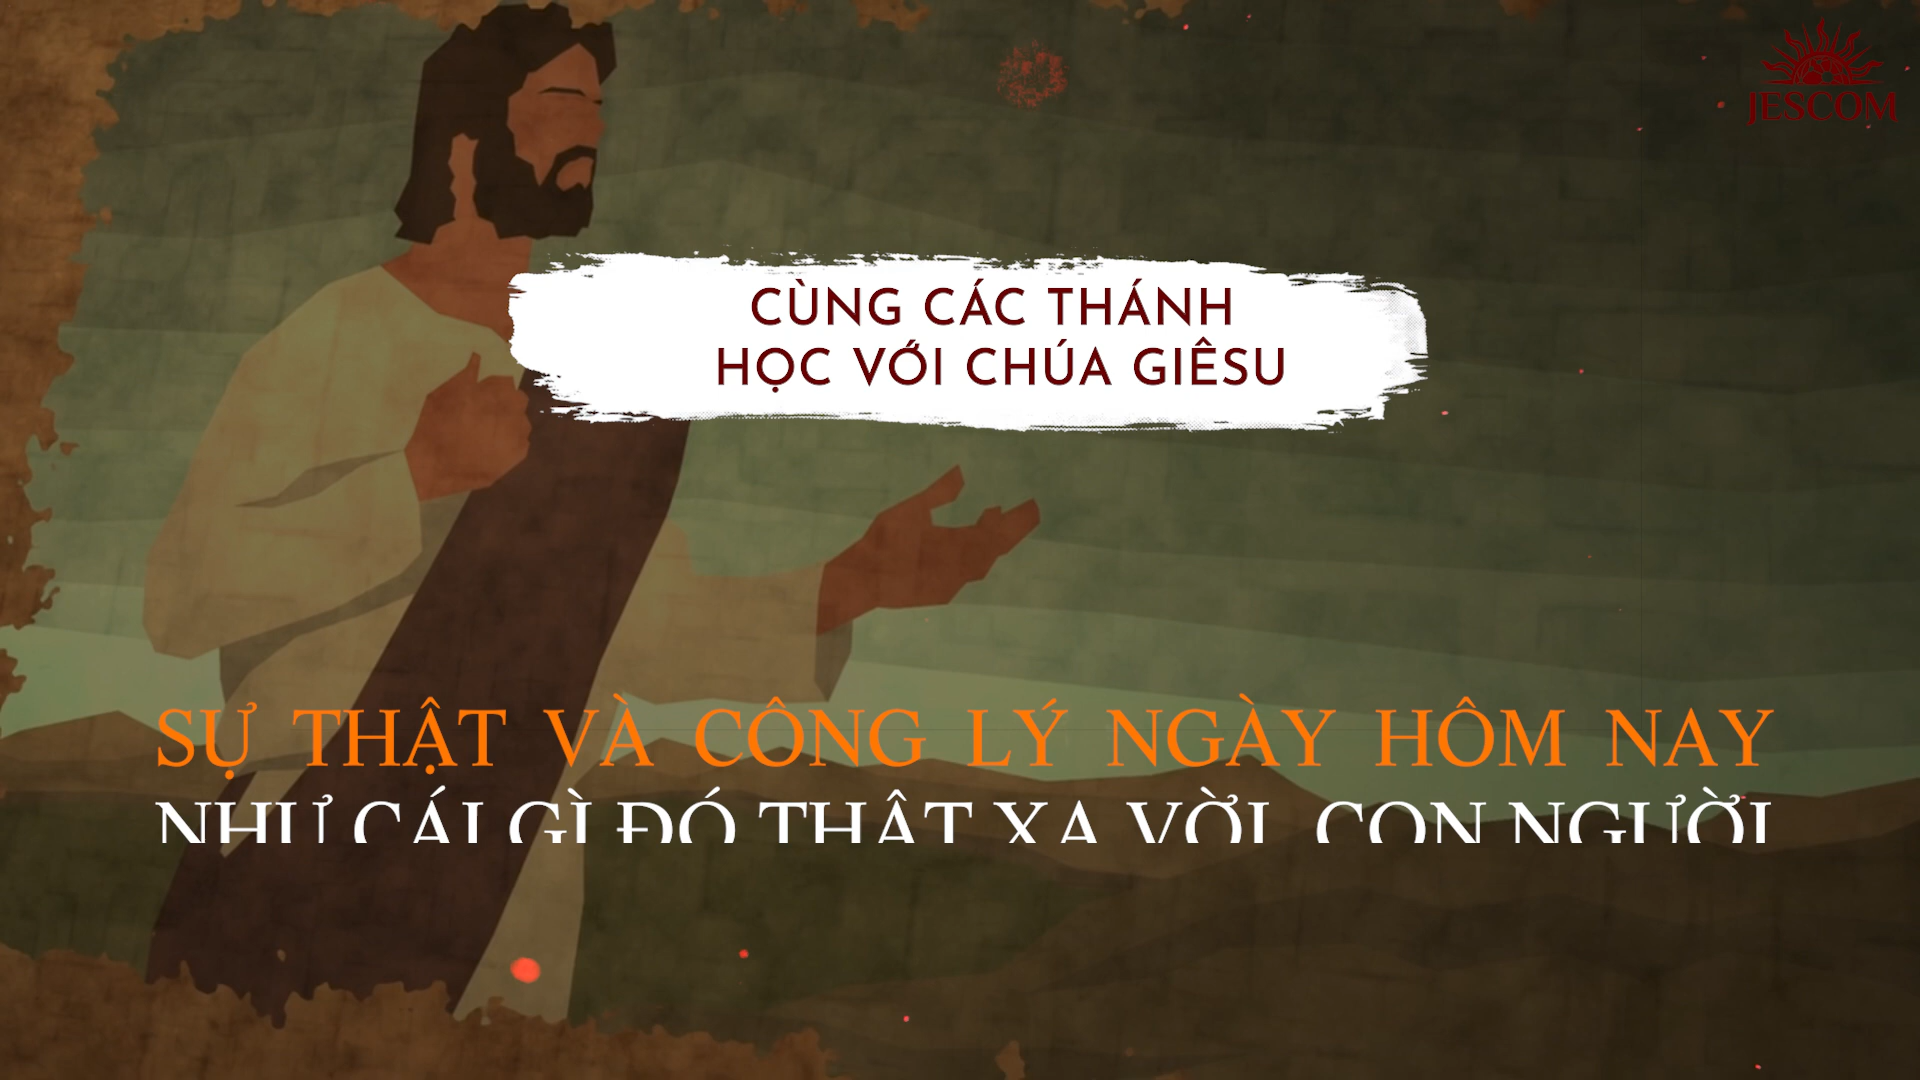 JESCOM
CÙNG CÁC THÁNH
HỌC VỚI CHÚA GIÊSU
SỰ THẬT VÀ CÔNG LÝ NGÀY HÔM NAY
NHƯ CÁI GÌ ĐÓ THẬT XA VỜI. CON NGƯỜI